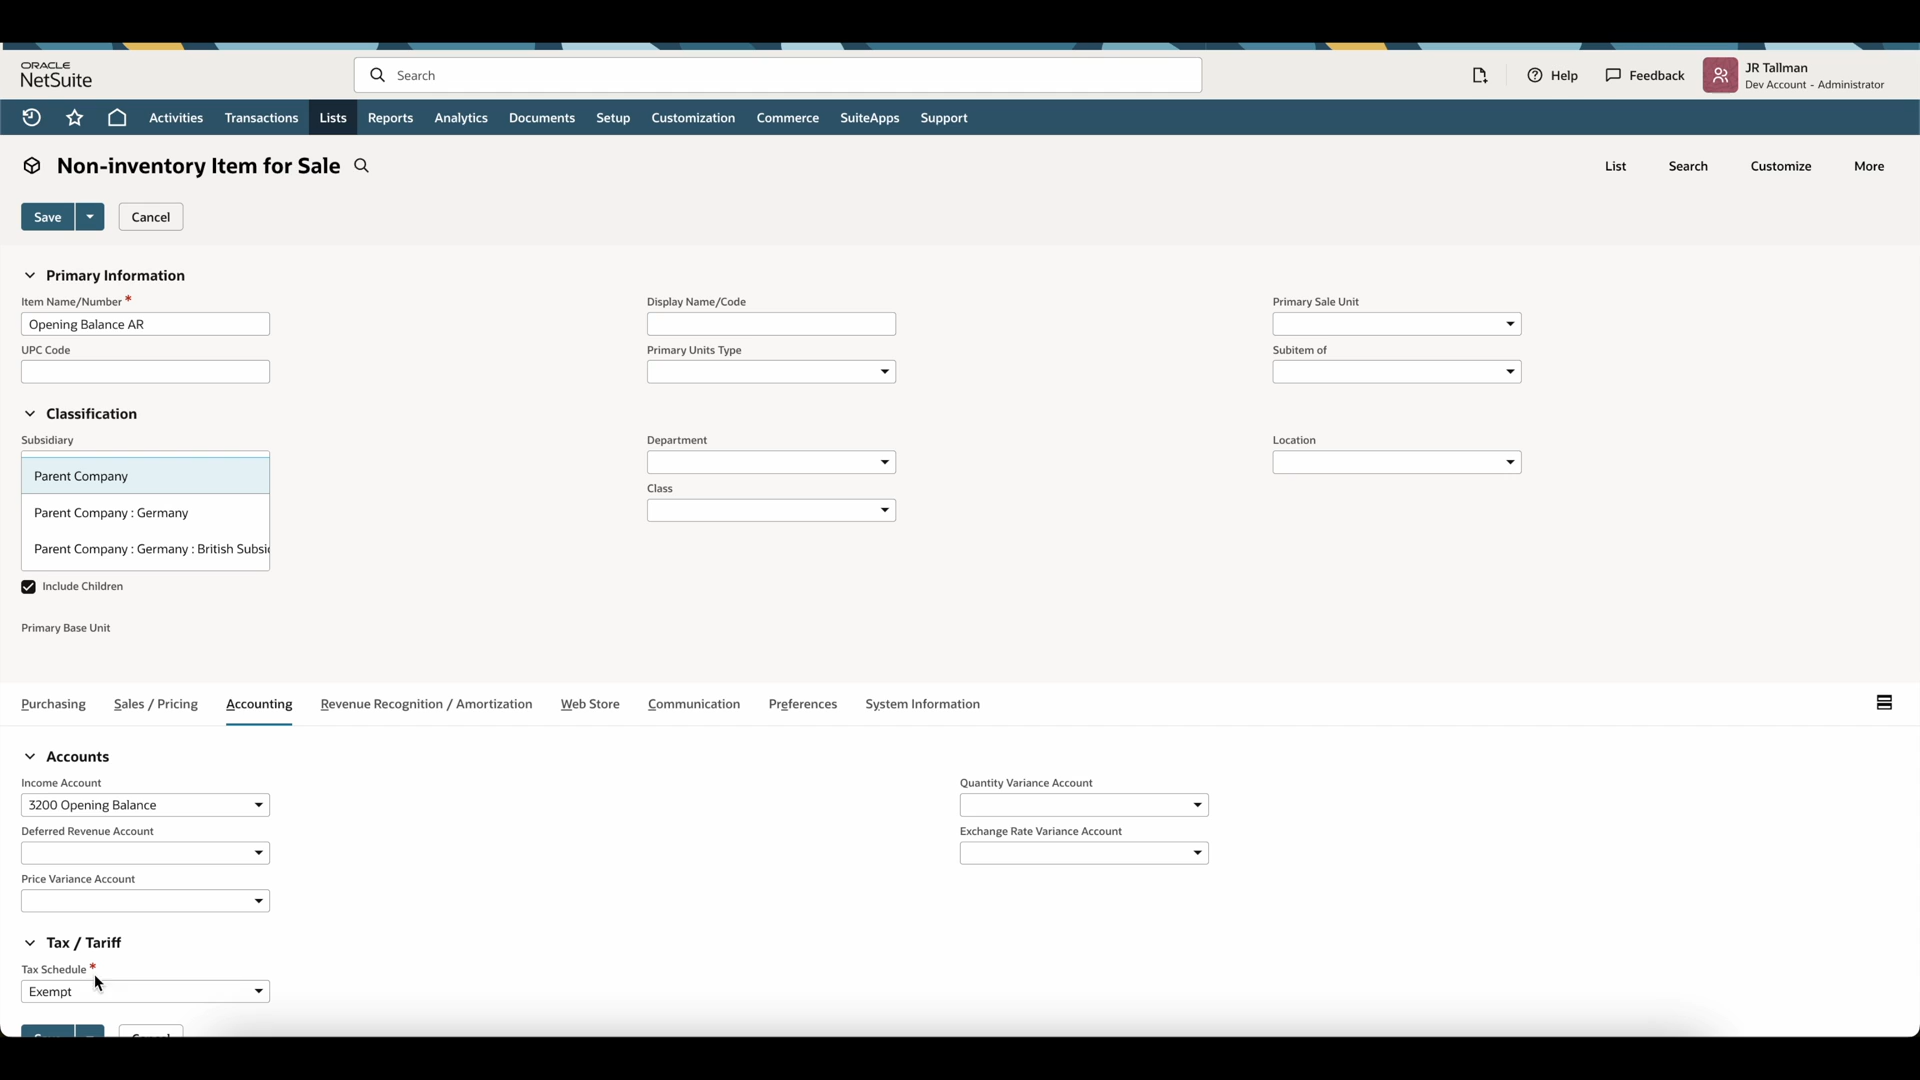 ORACLE
NetSuite
Search
Help
Feedback
JR Tallman
Dev Account - Administrator
Activities
Transactions
Lists
Reports
Analytics
Documents
Setup
Customization
Commerce
SuiteApps
Support
Non-inventory Item for Sale
List
Search
Customize
More
Save
Cancel
Primary Information
Item Name/Number *
Opening Balance AR
UPC Code
Display Name/Code
Primary Units Type
Primary Sale Unit
Subitem of
Classification
Subsidiary
Parent Company
Parent Company : Germany
Parent Company : Germany : British Subsi
Include Children
Primary Base Unit
Department
Class
Location
Purchasing
Sales / Pricing
Accounting
Revenue Recognition / Amortization
Web Store
Communication
Preferences
System Information
Accounts
Income Account
3200 Opening Balance
Deferred Revenue Account
Price Variance Account
Quantity Variance Account
Exchange Rate Variance Account
Tax / Tariff
Tax Schedule *
Exempt